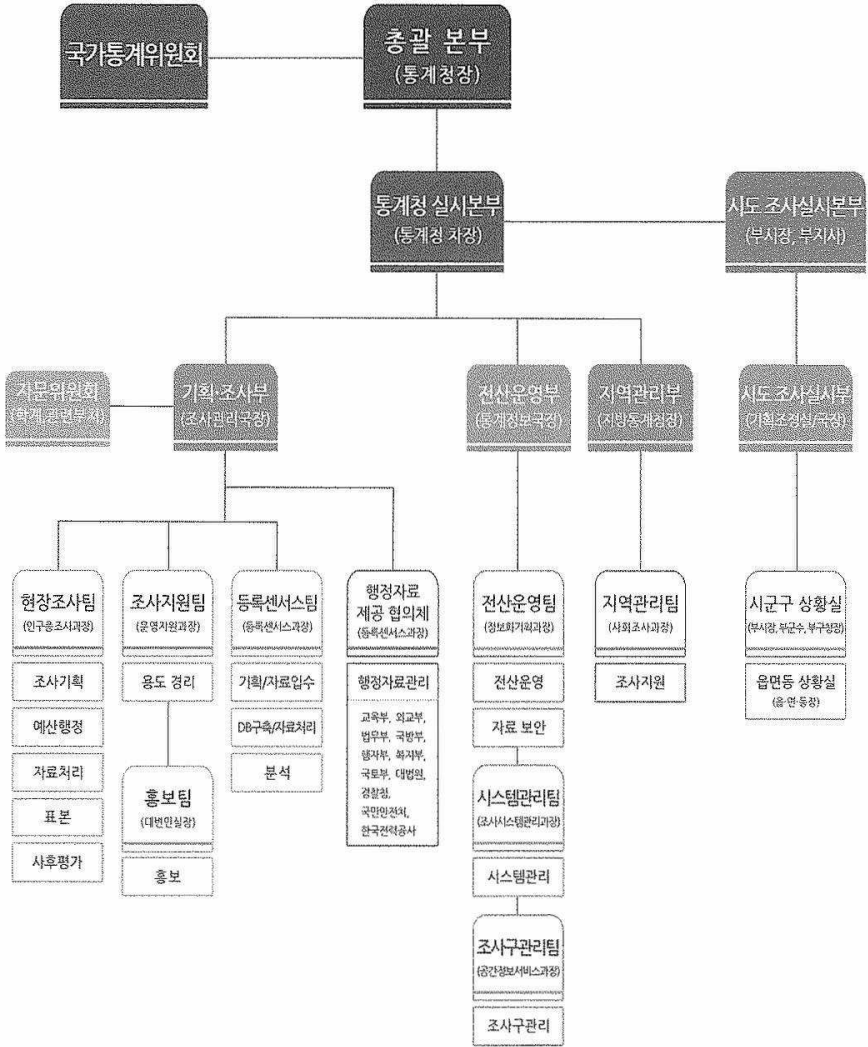 국가통계위원회
총괄 본부
(통계청장)
통계청 실시본부
(통계청 차장)
시도 조사실시본부
(부시장, 부지사)
자문위원회
(학계, 관련부처)
기획·조사부
(조사관리국장)
전산운영부
(통계정보국장)
지역관리부
(지방통계청장)
시도 조사실시부
(기획조정실/국장)
현장조사팀
(인구총조사과장)
조사기획
예산행정
자료처리
표본
사후평가
조사지원팀
(운영지원과장)
용도 경리
홍보팀
(대변인실장)
홍보
등록센서스팀
(등록센서스과장)
기획/자료입수
DB구축/자료처리
분석
행정자료
제공 협의체
(등록센서스과장)
행정자료관리
교육부, 외교부,
법무부, 국방부,
행자부, 복지부,
국토부, 대법원,
경찰청,
국민안전처,
한국전력공사
전산운영팀
(정보화기획과장)
전산운영
자료 보안
시스템관리팀
(조사시스템관리과장)
시스템관리
조사구관리팀
(공간정보서비스과장)
조사구관리
지역관리팀
(사회조사과장)
조사지원
시군구 상황실
(부시장, 부군수, 부구청장)
읍면동 상황실
(읍·면·동장)